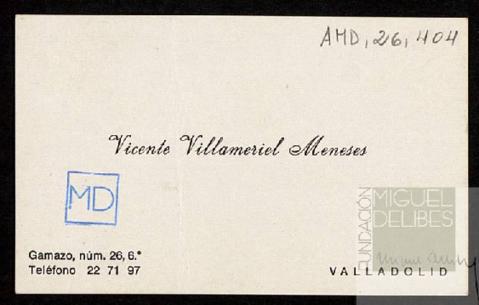 AMD, 26, 404
Vicente Villameriel Meneses
MD
Gamazo, núm. 26, 6.°
Teléfono 22 71 97
VALLADOLID
FUNDACIÓN
MIGUEL
DELIBES